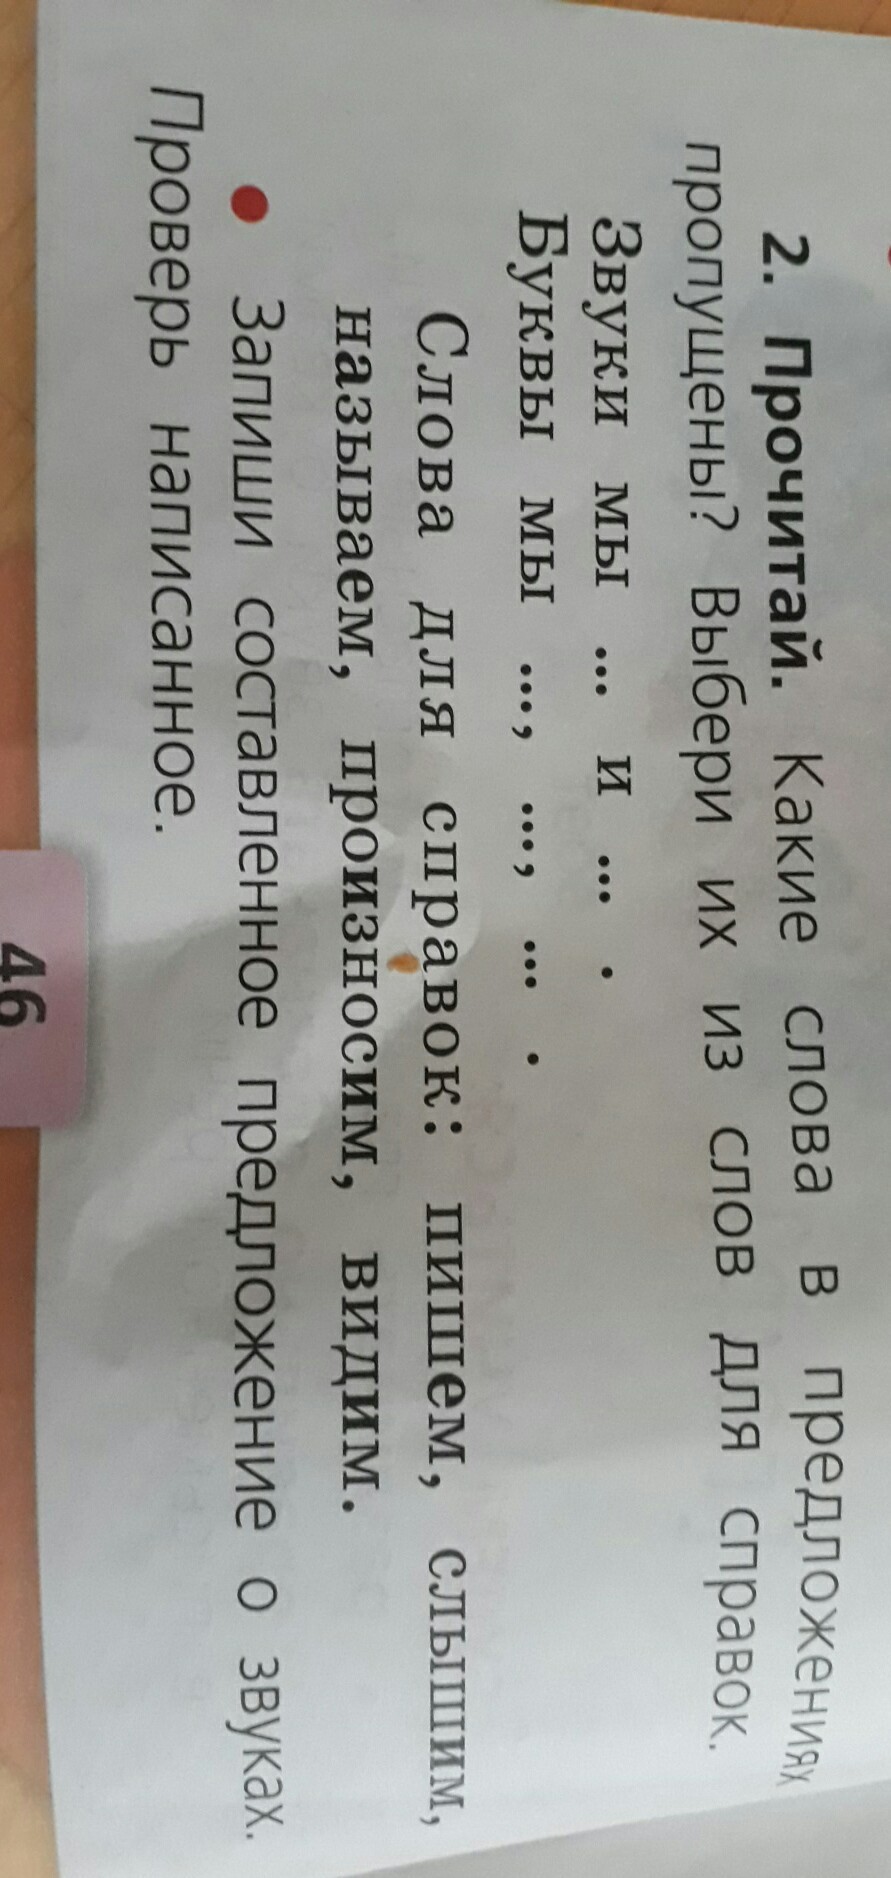 2. Прочитай. Какие слова в предложениях
пропущены? Выбери их из слов для справок.
Звуки мы ... и ... .
Буквы мы ..., ..., ... .
Слова для справок: пишем, слышим,
называем, произносим, видим.
• Запиши составленное предложение о звуках.
Проверь написанное.
46